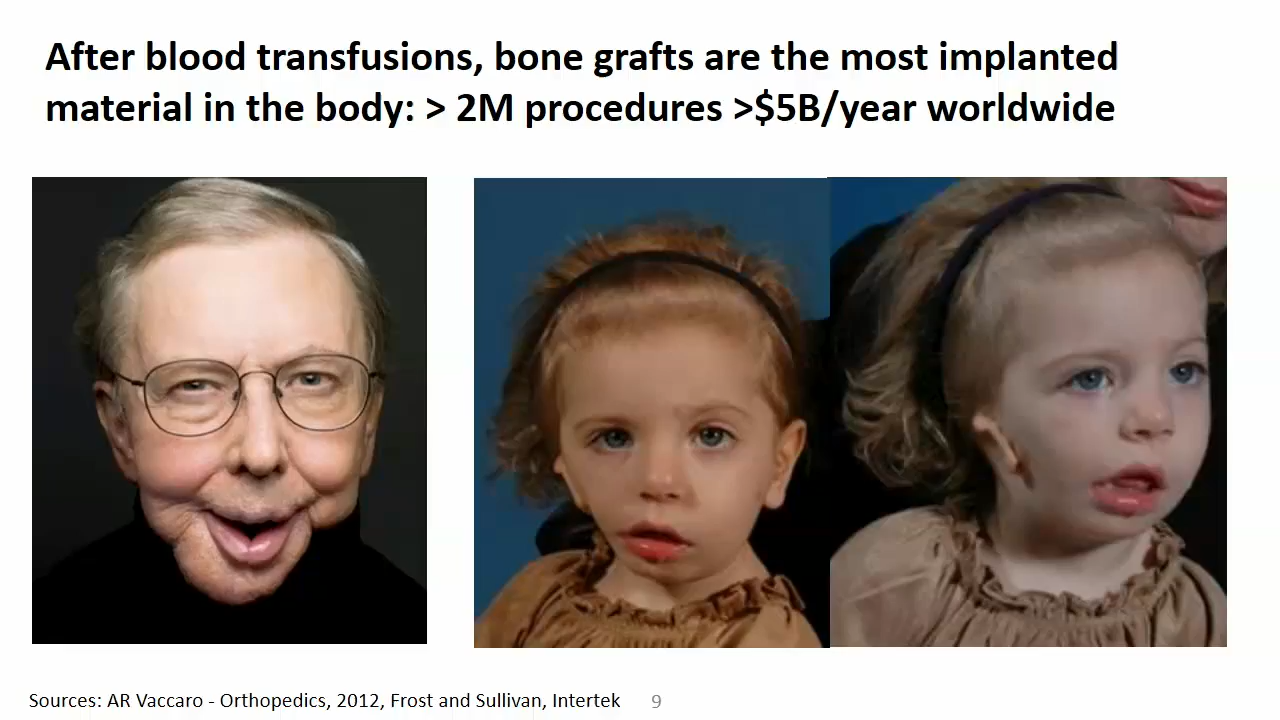 After blood transfusions, bone grafts are the most implanted
material in the body: > 2M procedures >$5B/year worldwide
Sources: AR Vaccaro - Orthopedics, 2012, Frost and Sullivan, Intertek
9